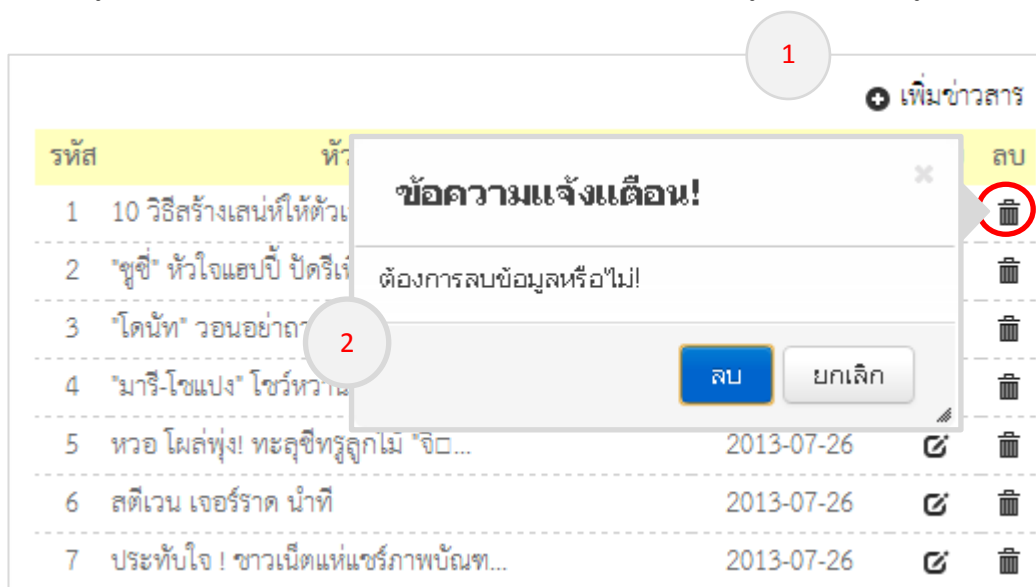 1
เพิ่มข่าวสาร
รหัส หัว ลบ
ข้อความแจ้งเตือน!
1 10 วิธีสร้างเสน่ห์ให้ตัวเ
2 "ซูซี่" หัวใจแฮปปี้ ปัดรีเ
ต้องการลบข้อมูลหรือไม่!
3 "โดนัท" วอนอย่าถา
2
4 "มารี-โชแปง" โชว์หวาน
ลบ ยกเลิก
5 หวอ โผล่พุ่ง! ทะลุซีทรูลูกไม้ "จิ□... 2013-07-26
6 สตีเวน เจอร์ราด นำที 2013-07-26
7 ประทับใจ ! ชาวเน็ตแห่แชร์ภาพบัณฑ... 2013-07-26